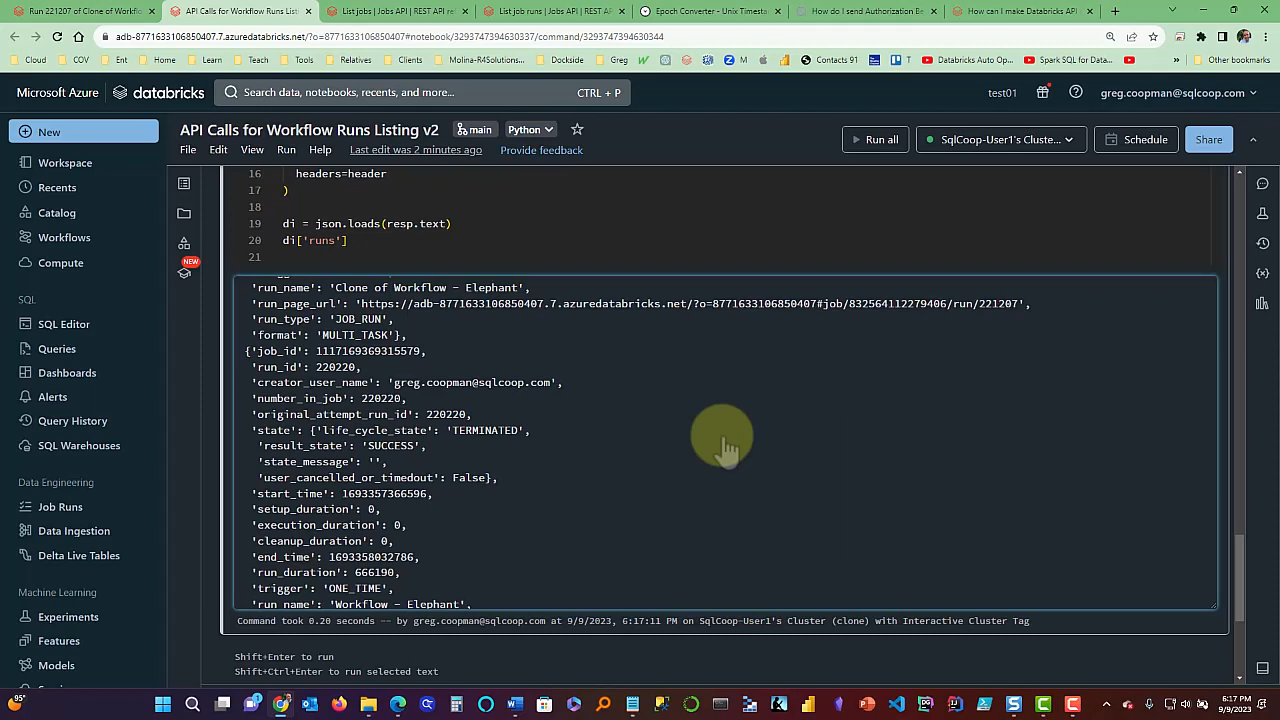 Run 221207 of Clone of Workflow
API Calls for Workflow Runs Listi
List jobs | Jobs API | REST API re
List job runs | Jobs API | REST AP
Epoch Converter - Unix Timesta
How do I send Authorization Be
How can I make Databricks API
adb-8771633106850407.7.azuredatabricks.net/?o=8771633106850407#notebook/3293747394630337/command/3293747394630344
Cloud COV Ent Home Learn Teach Tools Relatives Clients Molina-R4Solutions... Dockside Greg Z M Contacts 91 T Databricks Auto Op... Spark SQL for Data... » Other bookmarks
Microsoft Azure databricks Search data, notebooks, recents, and more... CTRL + P test01 greg.coopman@sqlcoop.com
New
Workspace
Recents
Catalog
Workflows
Compute
SQL
SQL Editor
Queries
Dashboards
Alerts
Query History
SQL Warehouses
Data Engineering
Job Runs
Data Ingestion
Delta Live Tables
Machine Learning
Experiments
Features
Models
API Calls for Workflow Runs Listing v2 main Python
File Edit View Run Help Last edit was 2 minutes ago Provide feedback
Run all SqlCoop-User1's Cluste... Schedule Share
NEW
16 headers=header
17 )
18
19 di = json.loads(resp.text)
20 di['runs']
21
'run_name': 'Clone of Workflow - Elephant',
'run_page_url': 'https://adb-8771633106850407.7.azuredatabricks.net/?o=8771633106850407#job/832564112279406/run/221207',
'run_type': 'JOB_RUN',
'format': 'MULTI_TASK'},
{'job_id': 1117169369315579,
'run_id': 220220,
'creator_user_name': 'greg.coopman@sqlcoop.com',
'number_in_job': 220220,
'original_attempt_run_id': 220220,
'state': {'life_cycle_state': 'TERMINATED',
'result_state': 'SUCCESS',
'state_message': '',
'user_cancelled_or_timedout': False},
'start_time': 1693357366596,
'setup_duration': 0,
'execution_duration': 0,
'cleanup_duration': 0,
'end_time': 1693358032786,
'run_duration': 666190,
'trigger': 'ONE_TIME',
'run_name': 'Workflow - Elephant',
Command took 0.20 seconds -- by greg.coopman@sqlcoop.com at 9/9/2023, 6:17:11 PM on SqlCoop-User1's Cluster (clone) with Interactive Cluster Tag
Shift+Enter to run
Shift+Ctrl+Enter to run selected text
95°
6:17 PM
9/9/2023